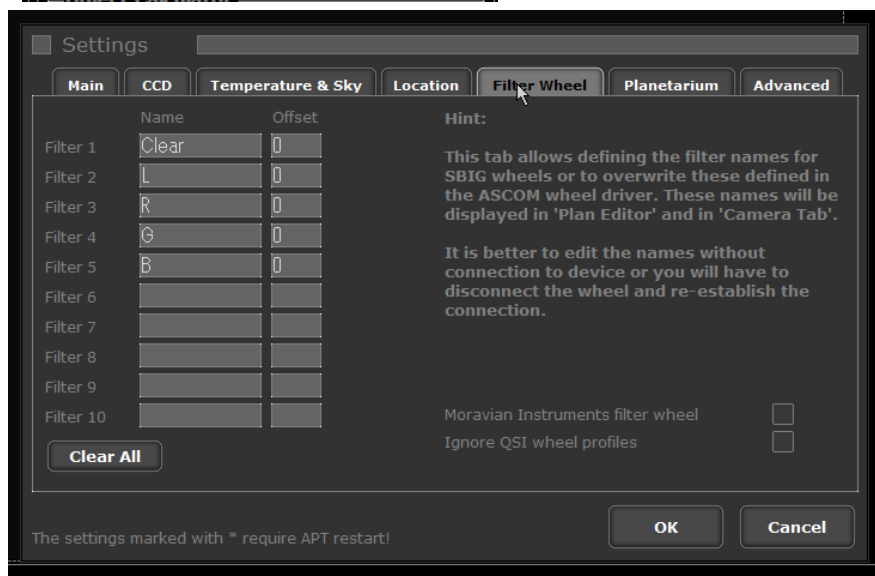 Settings
Main CCD Temperature & Sky Location Filter Wheel Planetarium Advanced
Name Offset
Filter 1 Clear 0
Filter 2 L 0
Filter 3 R 0
Filter 4 G 0
Filter 5 B 0
Filter 6
Filter 7
Filter 8
Filter 9
Filter 10
Clear All
Hint:
This tab allows defining the filter names for
SBIG wheels or to overwrite these defined in
the ASCOM wheel driver. These names will be
displayed in 'Plan Editor' and in 'Camera Tab'.
It is better to edit the names without
connection to device or you will have to
disconnect the wheel and re-establish the
connection.
Moravian Instruments filter wheel
Ignore QSI wheel profiles
The settings marked with * require APT restart!
OK Cancel